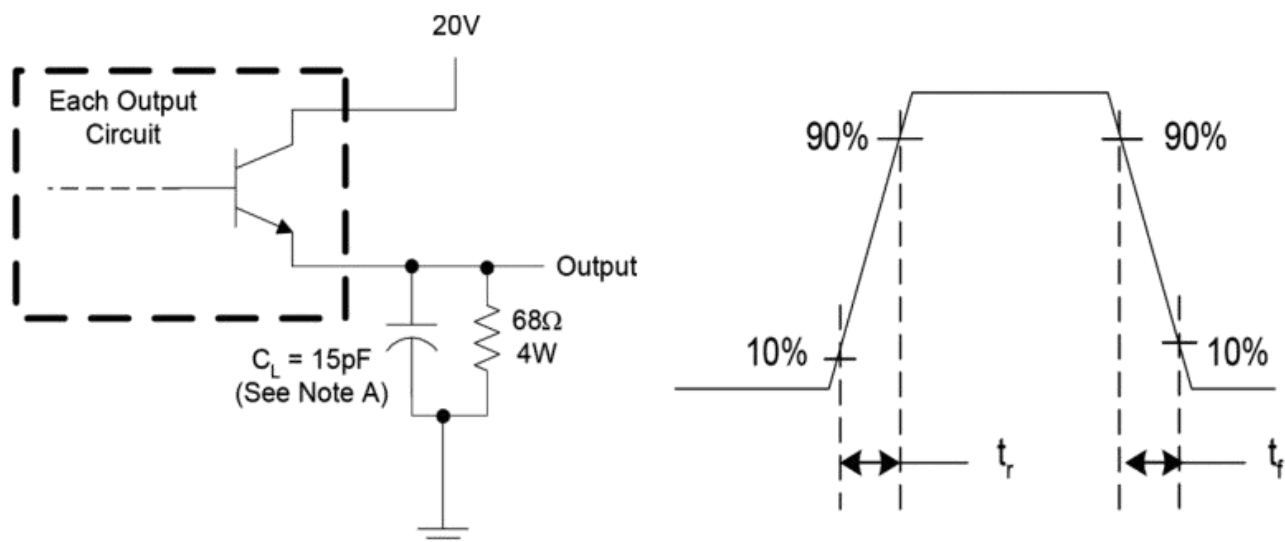 20V
Each Output
Circuit
Output
68Ω
4W
C_L = 15pF
(See Note A)
90%
90%
10%
10%
t_r
t_f